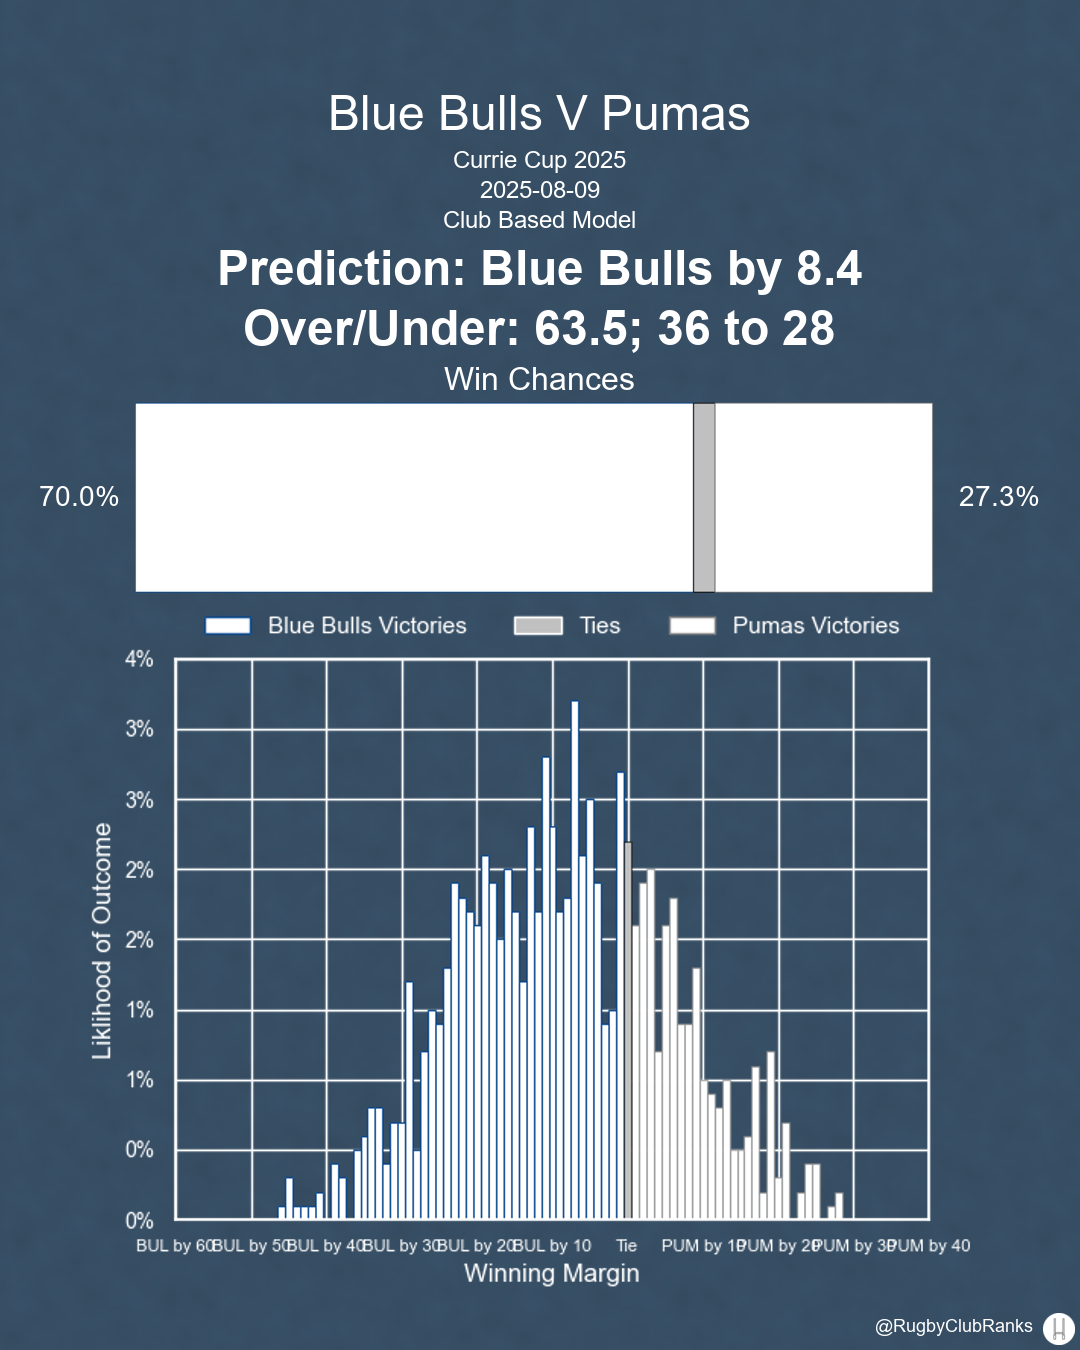 Blue Bulls V Pumas
Currie Cup 2025
2025-08-09
Club Based Model
Prediction: Blue Bulls by 8.4
Over/Under: 63.5; 36 to 28
Win Chances
70.0%
27.3%
Blue Bulls Victories Ties Pumas Victories
4%
3%
3%
2%
2%
1%
1%
0%
0%
Liklihood of Outcome
BUL by 60 BUL by 50 BUL by 40 BUL by 30 BUL by 20 BUL by 10 Tie PUM by 10 PUM by 20 PUM by 30 PUM by 40
Winning Margin
@RugbyClubRanks